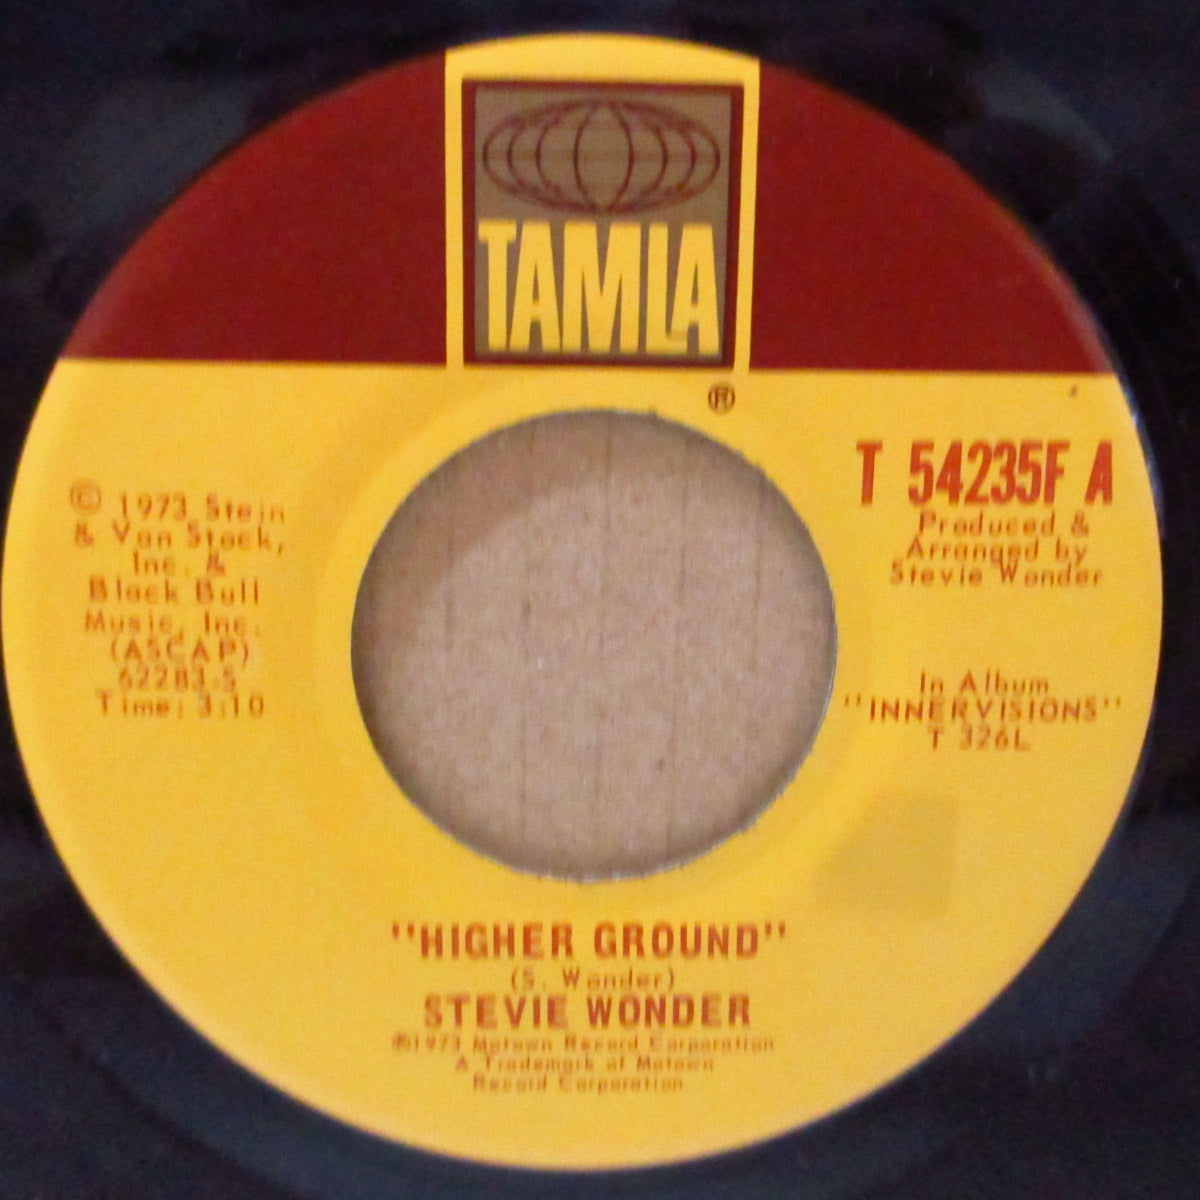 TAMLA
®
© 1973 Stein
& Van Stock,
Inc. &
Black Bull
Music, Inc.
(ASCAP)
62283-S
Time: 3:10
T 54235F A
Produced &
Arranged by
Stevie Wonder
In Album
"INNERVISIONS"
T 326L
"HIGHER GROUND"
(S. Wonder)
STEVIE WONDER
℗1973 Motown Record Corporation
A Trademark of Motown
Record Corporation